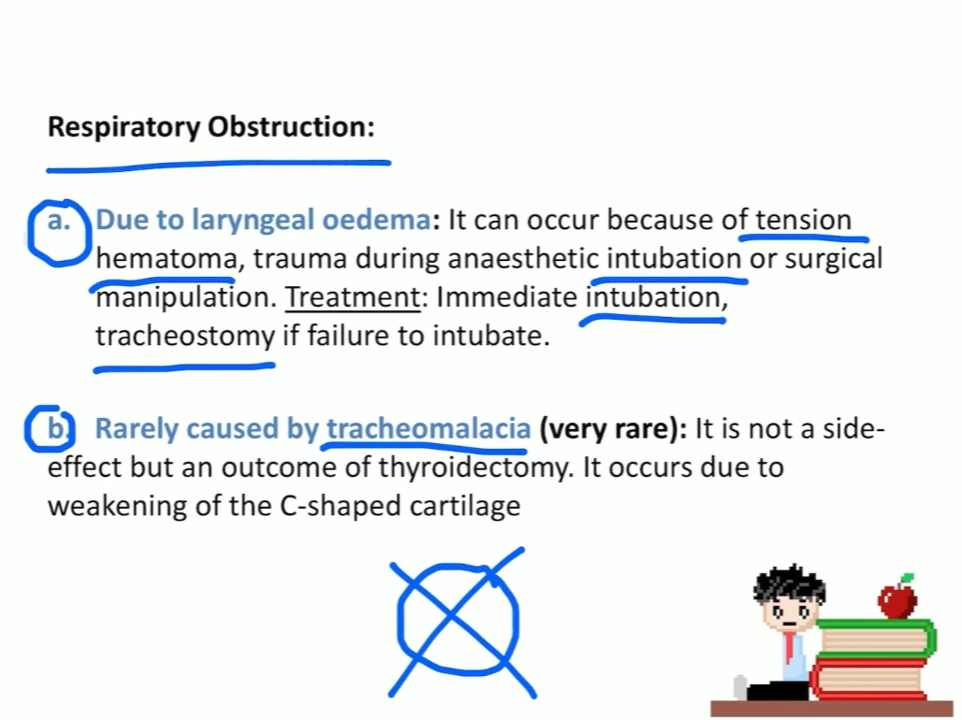 Respiratory Obstruction:
a. Due to laryngeal oedema: It can occur because of tension
hematoma, trauma during anaesthetic intubation or surgical
manipulation. Treatment: Immediate intubation,
tracheostomy if failure to intubate.
b. Rarely caused by tracheomalacia (very rare): It is not a side-
effect but an outcome of thyroidectomy. It occurs due to
weakening of the C-shaped cartilage